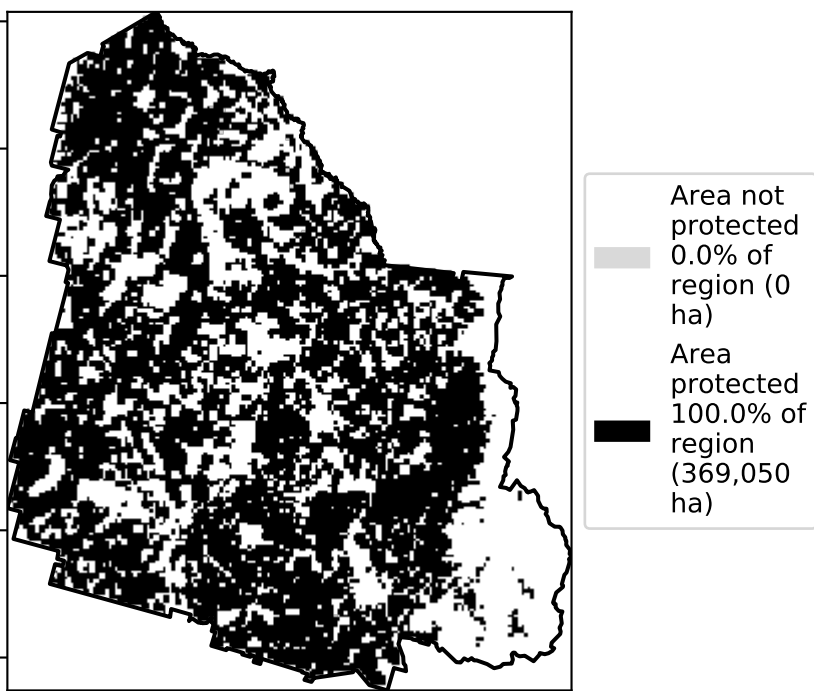 Area not
protected
0.0% of
region (0
ha)
Area
protected
100.0% of
region
(369,050
ha)